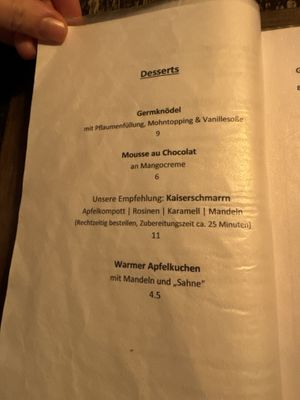 Desserts
Germknödel
mit Pflaumenfüllung, Mohntopping & Vanillesoße
9
Mousse au Chocolat
an Mangocreme
6
Unsere Empfehlung: Kaiserschmarrn
Apfelkompott | Rosinen | Karamell | Mandeln
(Rechtzeitig bestellen, Zubereitungszeit ca. 25 Minuten)
11
Warmer Apfelkuchen
mit Mandeln und „Sahne"
4.5